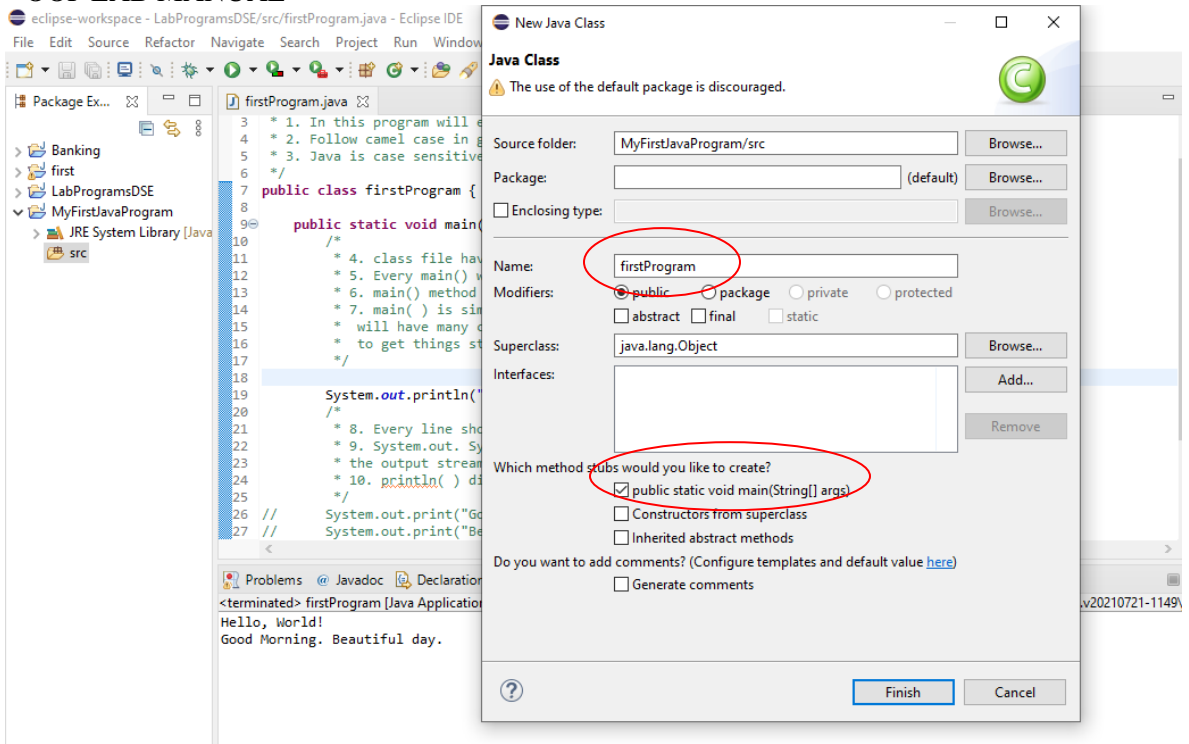 OOP LAB MANUAL
eclipse-workspace - LabProgramsDSE/src/firstProgram.java - Eclipse IDE
File Edit Source Refactor Navigate Search Project Run Window
Package Ex...
Banking
first
LabProgramsDSE
MyFirstJavaProgram
JRE System Library [Java
src
firstProgram.java
3 * 1. In this program will e
4 * 2. Follow camel case in g
5 * 3. Java is case sensitive
6 */
7 public class firstProgram {
8
9 public static void main(
10 /*
11 * 4. class file hav
12 * 5. Every main() w
13 * 6. main() method
14 * 7. main( ) is sim
15 * will have many c
16 * to get things st
17 */
18
19 System.out.println("
20 /*
21 * 8. Every line sho
22 * 9. System.out. Sy
23 * the output stream
24 * 10. println( ) di
25 */
26 // System.out.print("Go
27 // System.out.print("Be
Problems @ Javadoc Declaration
<terminated> firstProgram [Java Application
.v20210721-1149\
Hello, World!
Good Morning. Beautiful day.
New Java Class
Java Class
The use of the default package is discouraged.
Source folder: MyFirstJavaProgram/src Browse...
Package: (default) Browse...
Enclosing type: Browse...
Name: firstProgram
Modifiers: public package private protected
abstract final static
Superclass: java.lang.Object Browse...
Interfaces: Add...
Remove
Which method stubs would you like to create?
public static void main(String[] args)
Constructors from superclass
Inherited abstract methods
Do you want to add comments? (Configure templates and default value here)
Generate comments
? Finish Cancel